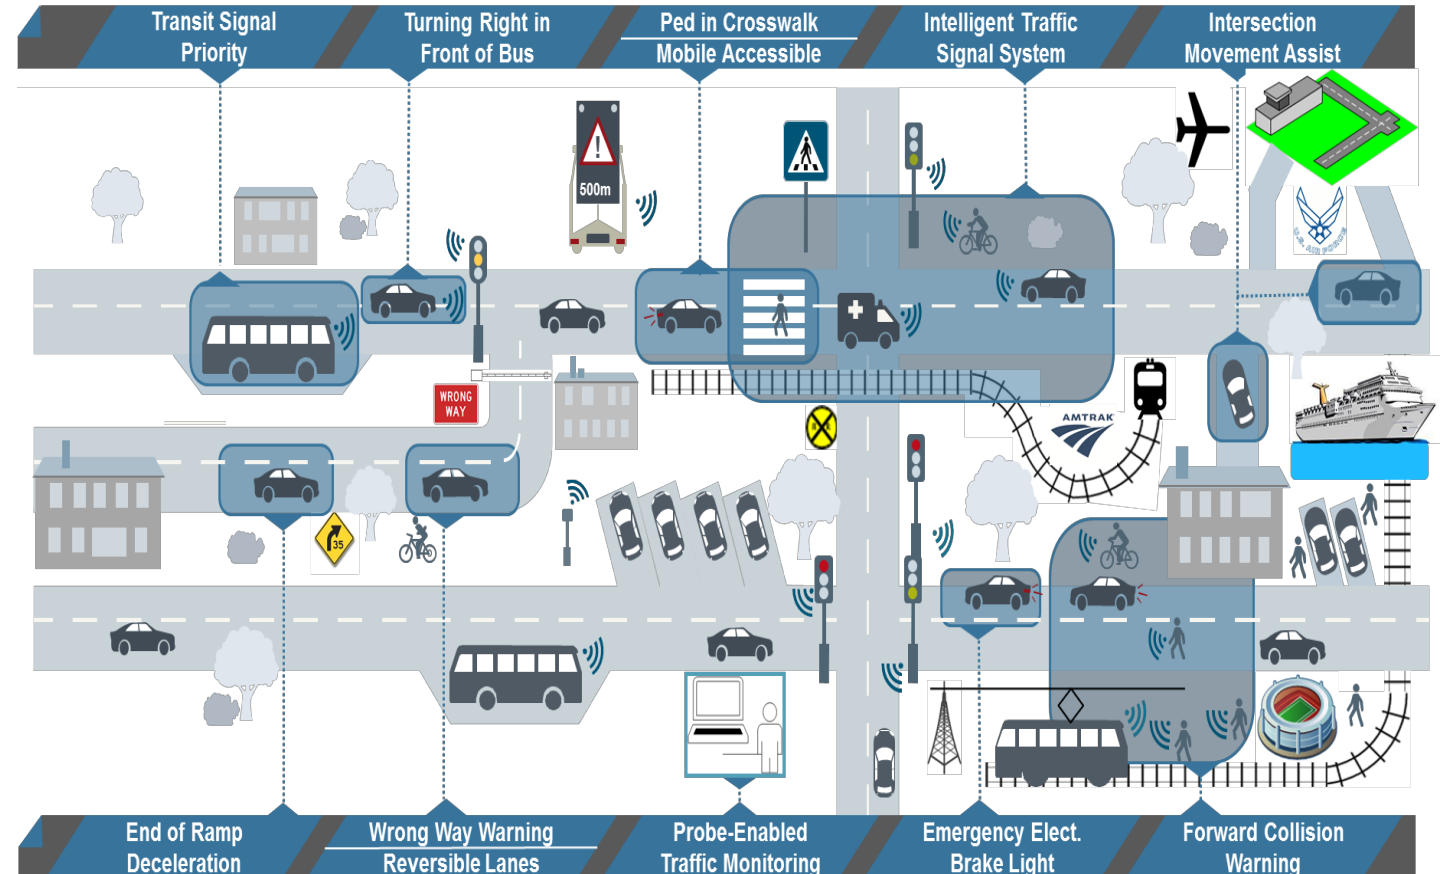 Transit Signal
Priority
Turning Right in
Front of Bus
Ped in Crosswalk
Mobile Accessible
Intelligent Traffic
Signal System
Intersection
Movement Assist
!
500m
U.S. AIR FORCE
WRONG
WAY
R R
AMTRAK
35
End of Ramp
Deceleration
Wrong Way Warning
Reversible Lanes
Probe-Enabled
Traffic Monitoring
Emergency Elect.
Brake Light
Forward Collision
Warning